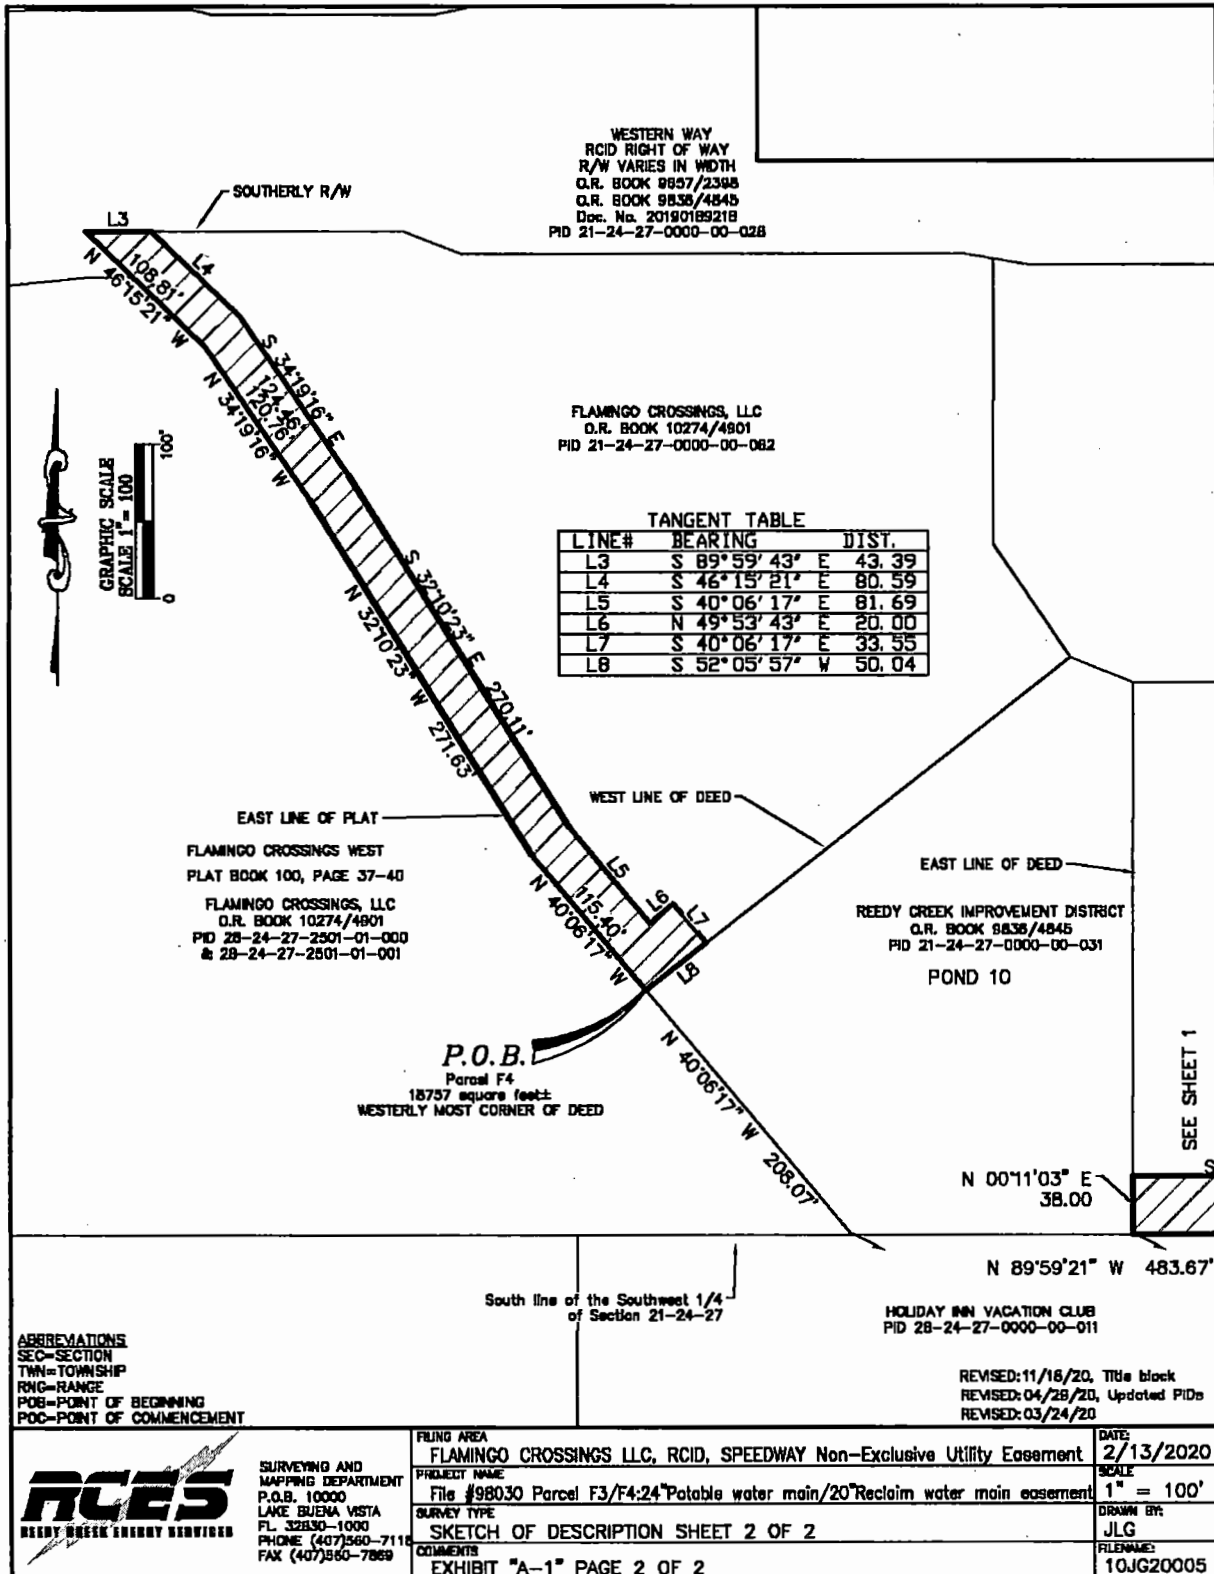 WESTERN WAY
RCID RIGHT OF WAY
R/W VARIES IN WIDTH
O.R. BOOK 9657/2398
O.R. BOOK 9838/4845
Doc. No. 20190189218
PID 21-24-27-0000-00-028
SOUTHERLY R/W
L3
L4
108.81'
N 46°15'21" W
S 34°19'16" E
124.46'
120.76'
N 34°19'16" W
GRAPHIC SCALE
SCALE 1" = 100
0
100'
FLAMINGO CROSSINGS, LLC
O.R. BOOK 10274/4901
PID 21-24-27-0000-00-082
TANGENT TABLE
LINE# BEARING DIST.
L3 S 89°59'43" E 43.39
L4 S 46°15'21" E 80.59
L5 S 40°06'17" E 81.69
L6 N 49°53'43" E 20.00
L7 S 40°06'17" E 33.55
L8 S 52°05'57" W 50.04
S 32°10'23" E 270.11'
N 32°10'23" W 271.63'
WEST LINE OF DEED
EAST LINE OF PLAT
FLAMINGO CROSSINGS WEST
PLAT BOOK 100, PAGE 37-40
FLAMINGO CROSSINGS, LLC
O.R. BOOK 10274/4901
PID 28-24-27-2501-01-000
& 28-24-27-2501-01-001
L5
L6
L7
L8
115.40'
N 40°06'17" W
EAST LINE OF DEED
REEDY CREEK IMPROVEMENT DISTRICT
O.R. BOOK 9838/4845
PID 21-24-27-0000-00-031
POND 10
P.O.B.
Parcel F4
18757 square feet±
WESTERLY MOST CORNER OF DEED
N 40°06'17" W 208.07'
SEE SHEET 1
S
N 00°11'03" E
38.00
N 89°59'21" W 483.67'
South line of the Southwest 1/4
of Section 21-24-27
HOLIDAY INN VACATION CLUB
PID 28-24-27-0000-00-011
ABBREVIATIONS
SEC=SECTION
TWN=TOWNSHIP
RNG=RANGE
POB=POINT OF BEGINNING
POC=POINT OF COMMENCEMENT
REVISED:11/18/20, Title block
REVISED:04/29/20, Updated PIDs
REVISED:03/24/20
RCES
REEDY CREEK ENERGY SERVICES
SURVEYING AND
MAPPING DEPARTMENT
P.O.B. 10000
LAKE BUENA VISTA
FL. 32830-1000
PHONE (407)560-7118
FAX (407)560-7869
FILING AREA
FLAMINGO CROSSINGS LLC, RCID, SPEEDWAY Non-Exclusive Utility Easement
PROJECT NAME
File #98030 Parcel F3/F4:24"Potable water main/20"Reclaim water main easement
SURVEY TYPE
SKETCH OF DESCRIPTION SHEET 2 OF 2
COMMENTS
EXHIBIT "A-1" PAGE 2 OF 2
DATE:
2/13/2020
SCALE
1" = 100'
DRAWN BY:
JLG
FILENAME:
10JG20005